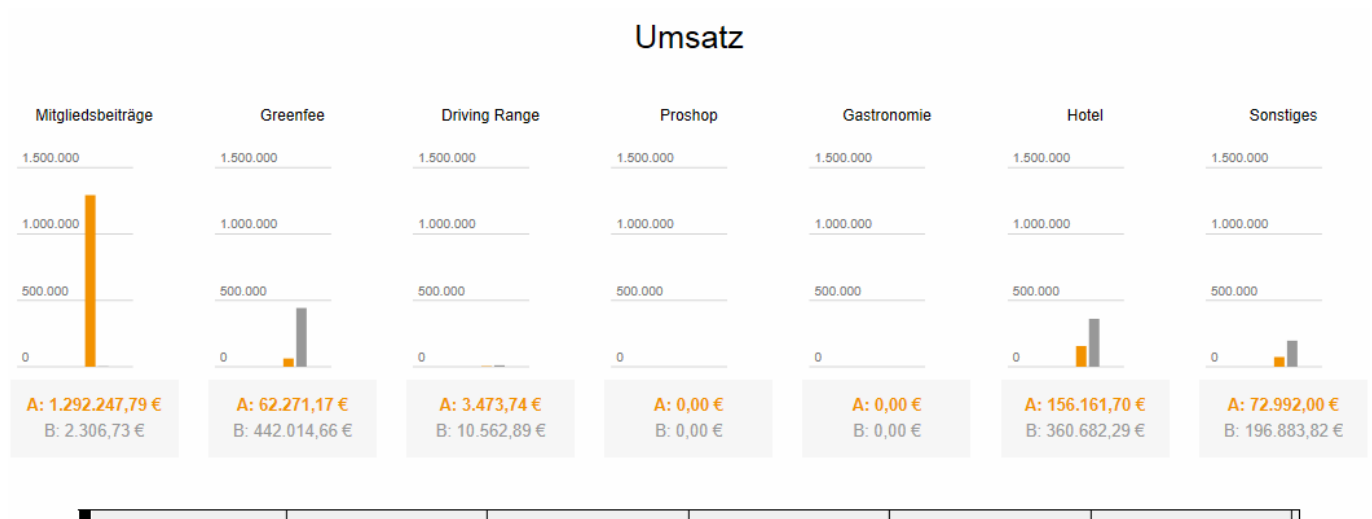 Umsatz
Mitgliedsbeiträge Greenfee Driving Range Proshop Gastronomie Hotel Sonstiges
1.500.000 1.500.000 1.500.000 1.500.000 1.500.000 1.500.000 1.500.000
1.000.000 1.000.000 1.000.000 1.000.000 1.000.000 1.000.000 1.000.000
500.000 500.000 500.000 500.000 500.000 500.000 500.000
0 0 0 0 0 0 0
A: 1.292.247,79 € A: 62.271,17 € A: 3.473,74 € A: 0,00 € A: 0,00 € A: 156.161,70 € A: 72.992,00 €
B: 2.306,73 € B: 442.014,66 € B: 10.562,89 € B: 0,00 € B: 0,00 € B: 360.682,29 € B: 196.883,82 €